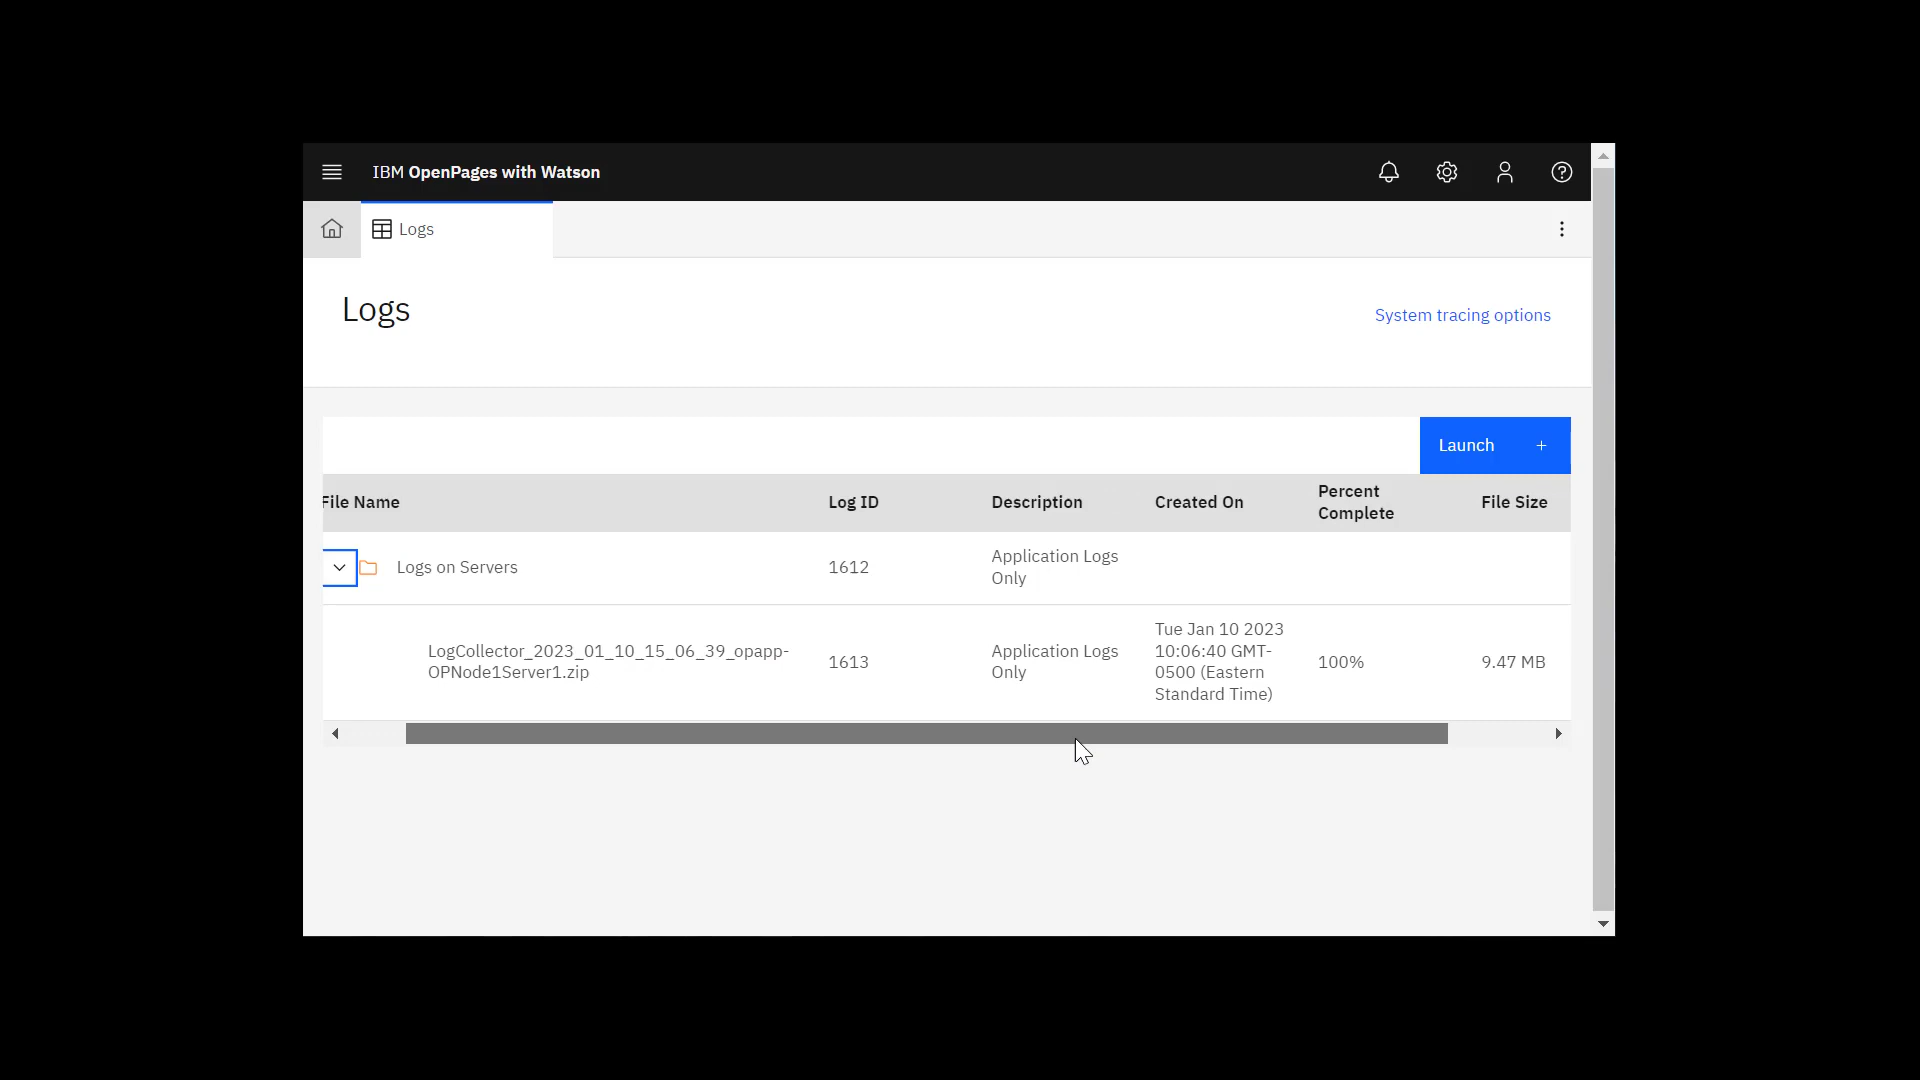 IBM OpenPages with Watson
Logs
Logs
System tracing options
Launch +
File Name Log ID Description Created On Percent Complete File Size
Logs on Servers 1612 Application Logs Only
LogCollector_2023_01_10_15_06_39_opapp-
OPNode1Server1.zip
1613
Application Logs
Only
Tue Jan 10 2023
10:06:40 GMT-
0500 (Eastern
Standard Time)
100%
9.47 MB